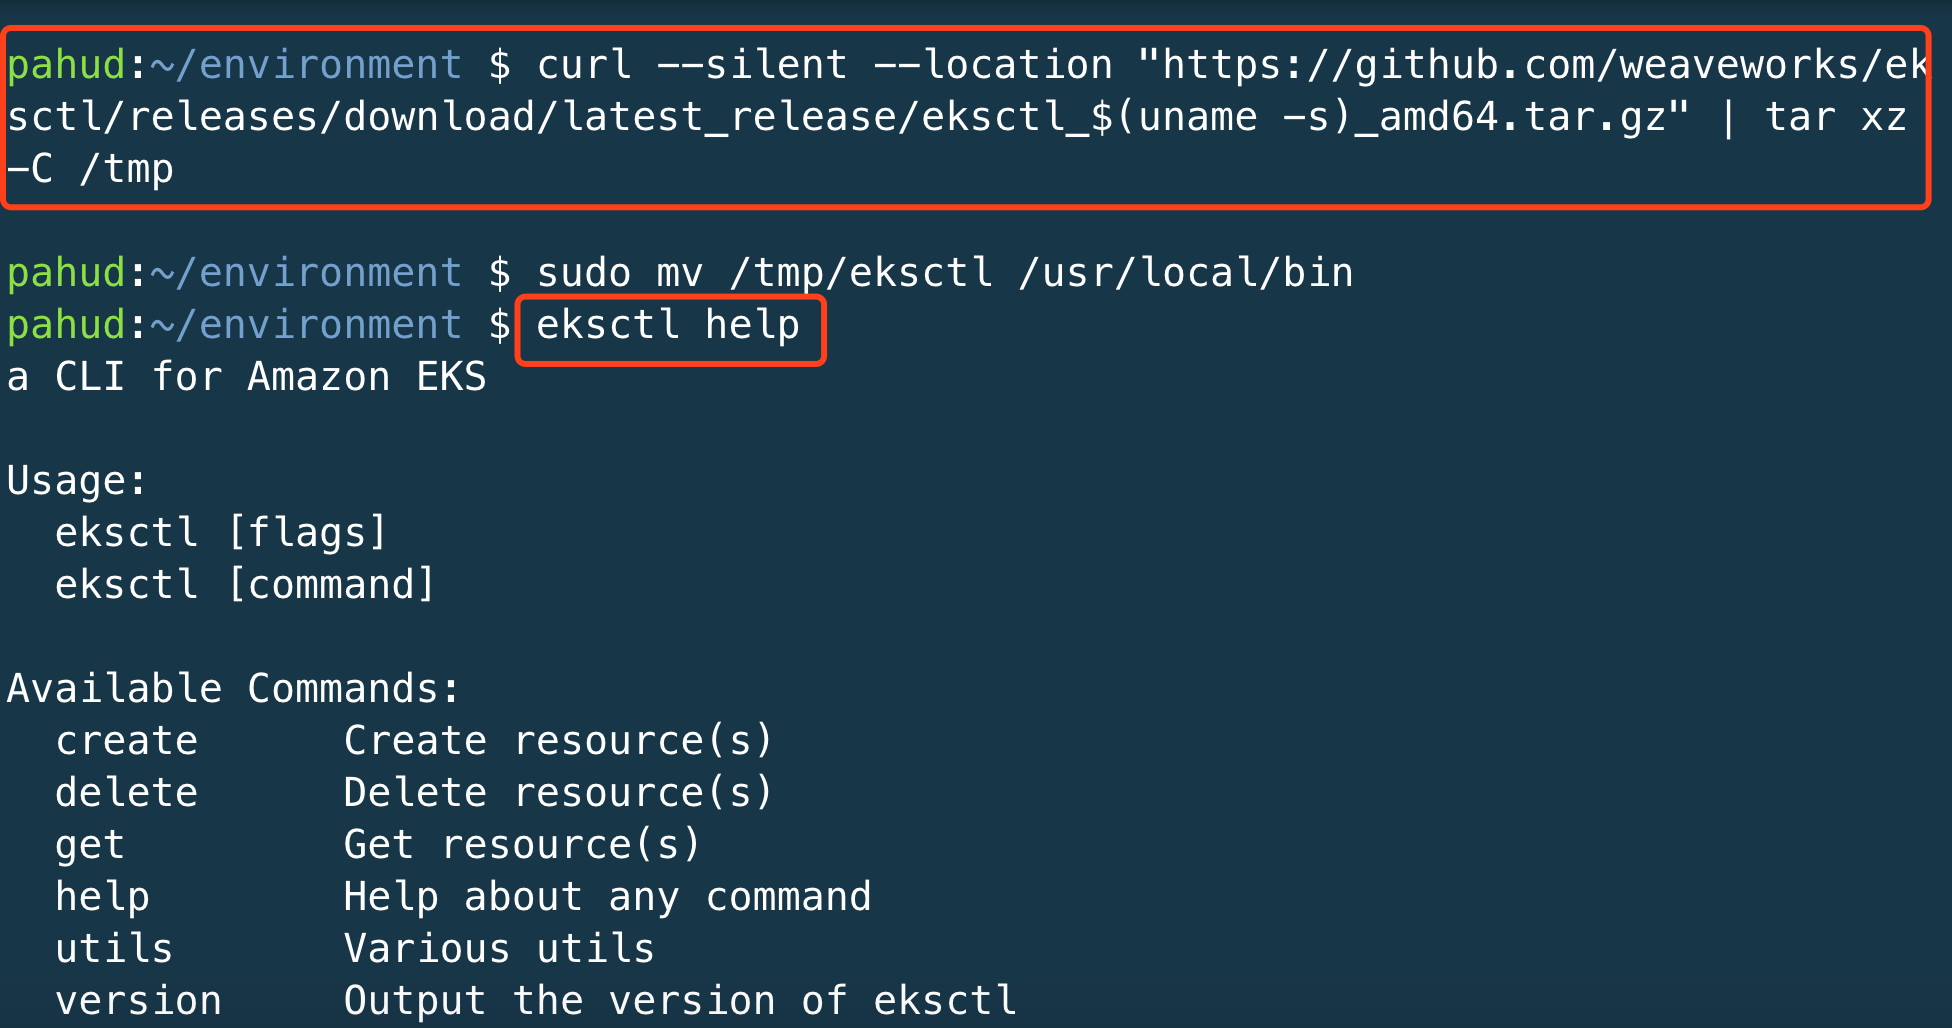 pahud:~/environment $ curl --silent --location "https://github.com/weaveworks/ek
sctl/releases/download/latest_release/eksctl_$(uname -s)_amd64.tar.gz" | tar xz
-C /tmp
pahud:~/environment $ sudo mv /tmp/eksctl /usr/local/bin
pahud:~/environment $ eksctl help
a CLI for Amazon EKS
Usage:
  eksctl [flags]
  eksctl [command]
Available Commands:
  create      Create resource(s)
  delete      Delete resource(s)
  get         Get resource(s)
  help        Help about any command
  utils       Various utils
  version     Output the version of eksctl